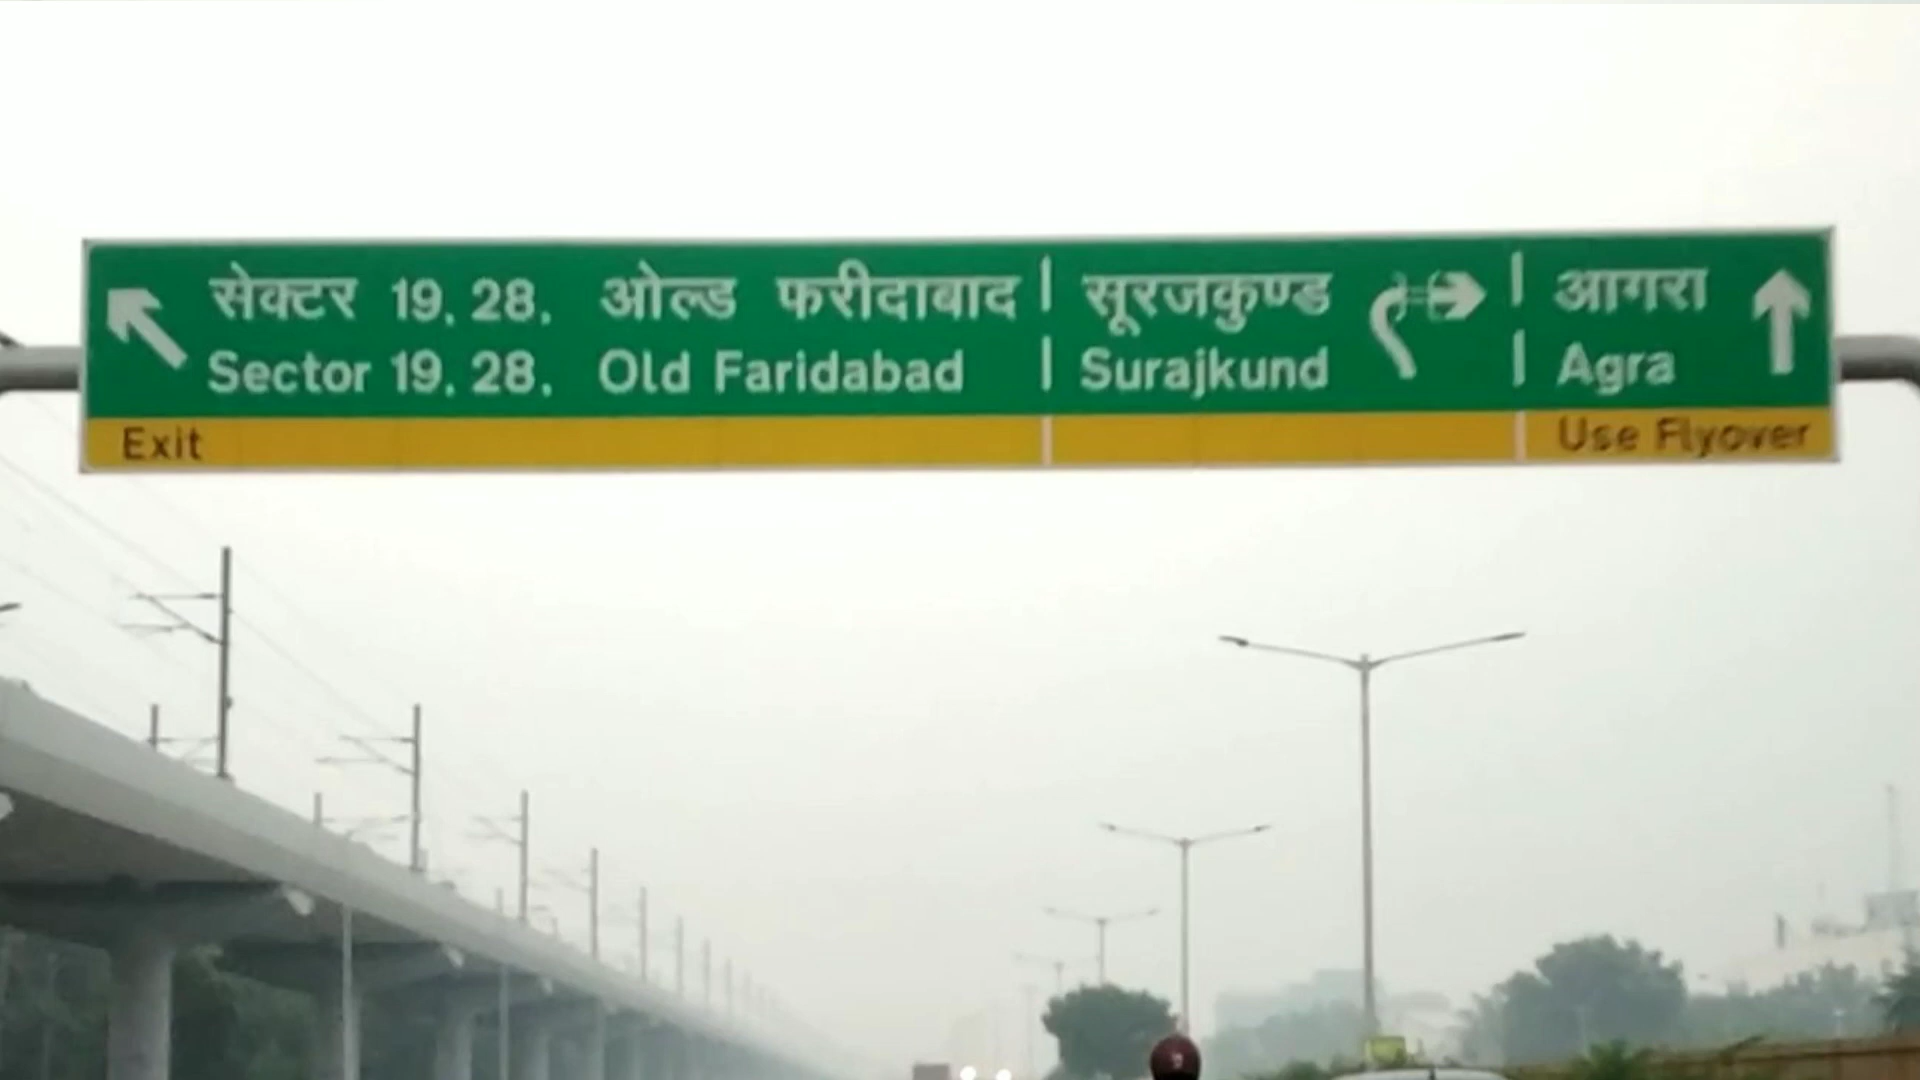 सेक्टर 19, 28, ओल्ड फरीदाबाद
Sector 19, 28, Old Faridabad
Exit
सूरजकुण्ड
Surajkund
आगरा
Agra
Use Flyover